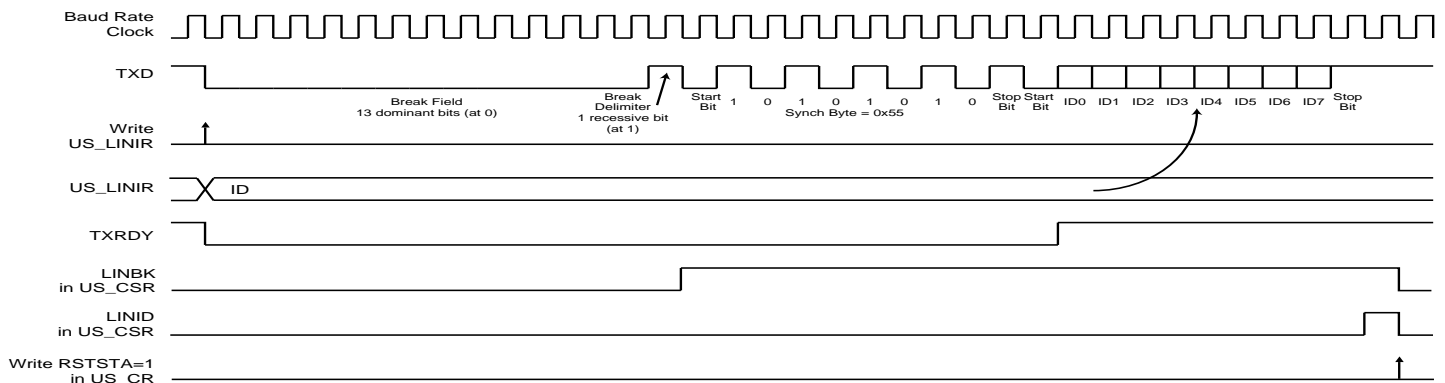 Baud Rate
Clock
TXD
Break Field
13 dominant bits (at 0)
Break
Delimiter
1 recessive bit
(at 1)
Start
Bit
1 0 1 0 1 0 1 0
Synch Byte = 0x55
Stop
Bit
Start
Bit
ID0 ID1 ID2 ID3 ID4 ID5 ID6 ID7
Stop
Bit
Write
US_LINIR
US_LINIR
ID
TXRDY
LINBK
in US_CSR
LINID
in US_CSR
Write RSTSTA=1
in US_CR